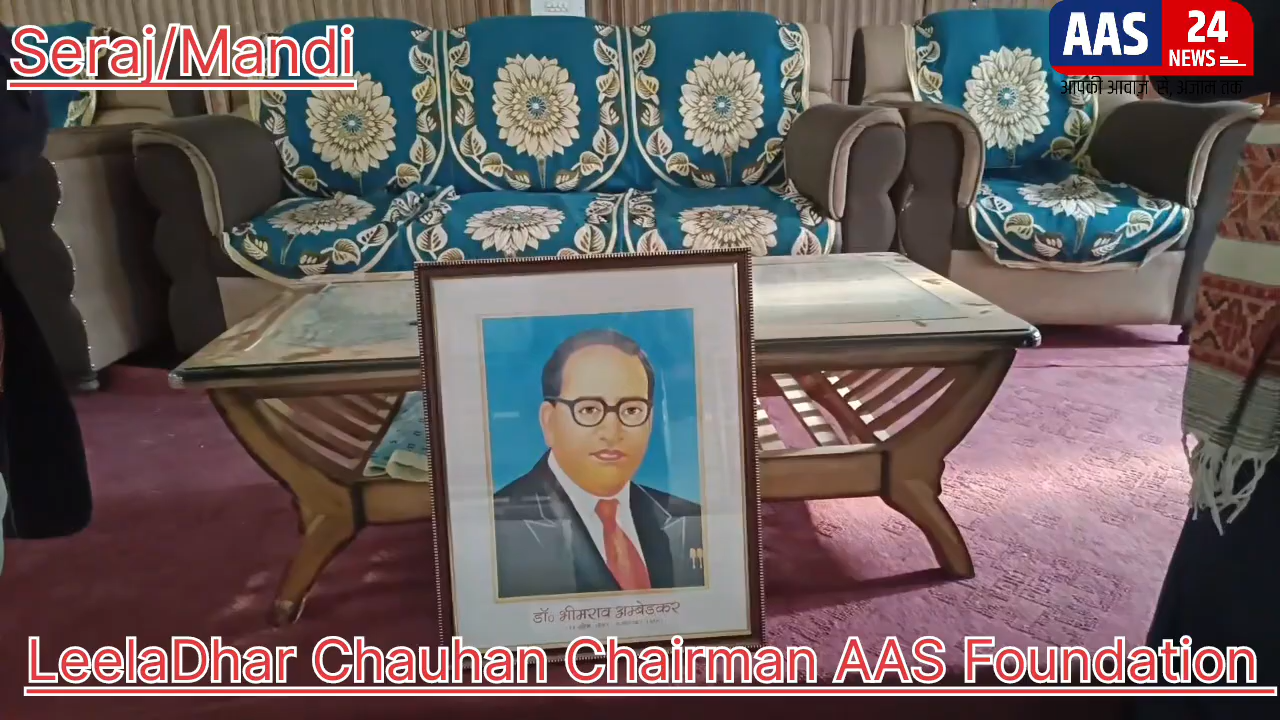 Seraj/Mandi
AAS
24
NEWS
आपकी आवाज़ से, अंजाम तक
डॉ० भीमराव अम्बेडकर
LeelaDhar Chauhan Chairman AAS Foundation